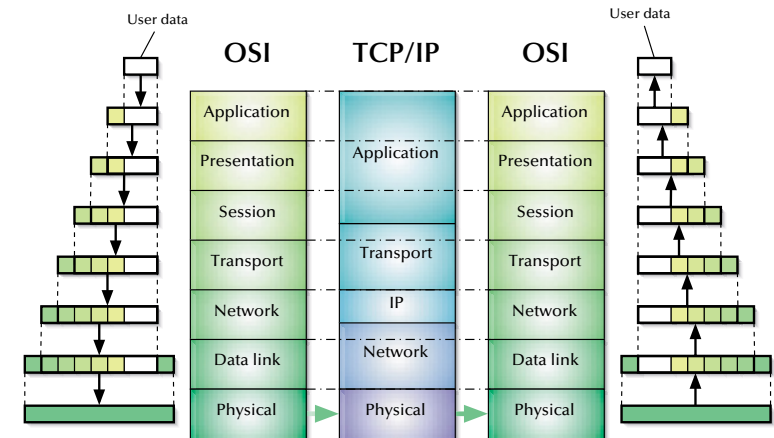 User data
User data
OSI
TCP/IP
OSI
Application
Presentation
Session
Transport
Network
Data link
Physical
Application
Transport
IP
Network
Physical
Application
Presentation
Session
Transport
Network
Data link
Physical